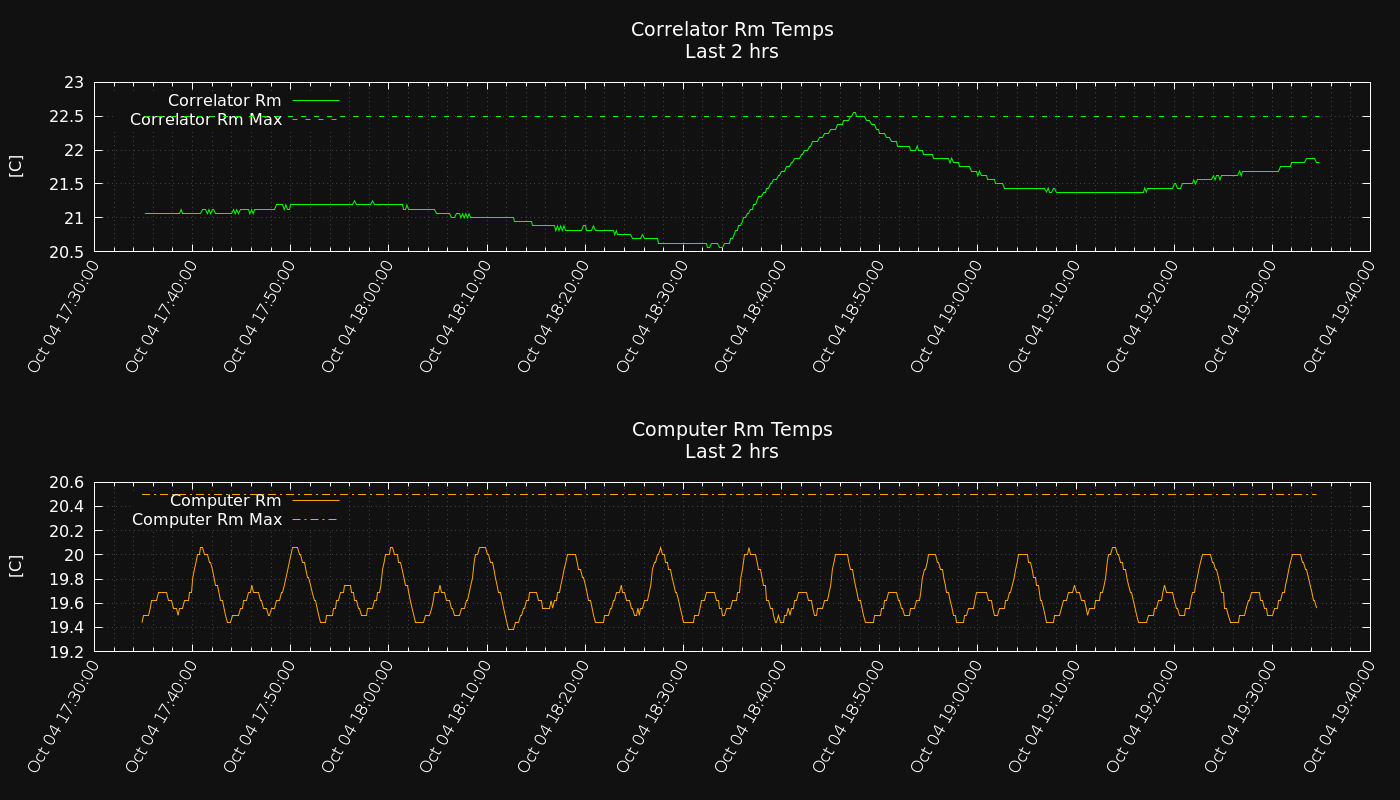 Correlator Rm Temps
Last 2 hrs
23
22.5
22
21.5
21
20.5
[C]
Correlator Rm
Correlator Rm Max
Oct 04 17:30:00
Oct 04 17:40:00
Oct 04 17:50:00
Oct 04 18:00:00
Oct 04 18:10:00
Oct 04 18:20:00
Oct 04 18:30:00
Oct 04 18:40:00
Oct 04 18:50:00
Oct 04 19:00:00
Oct 04 19:10:00
Oct 04 19:20:00
Oct 04 19:30:00
Oct 04 19:40:00
Computer Rm Temps
Last 2 hrs
20.6
20.4
20.2
20
19.8
19.6
19.4
19.2
[C]
Computer Rm
Computer Rm Max
Oct 04 17:30:00
Oct 04 17:40:00
Oct 04 17:50:00
Oct 04 18:00:00
Oct 04 18:10:00
Oct 04 18:20:00
Oct 04 18:30:00
Oct 04 18:40:00
Oct 04 18:50:00
Oct 04 19:00:00
Oct 04 19:10:00
Oct 04 19:20:00
Oct 04 19:30:00
Oct 04 19:40:00